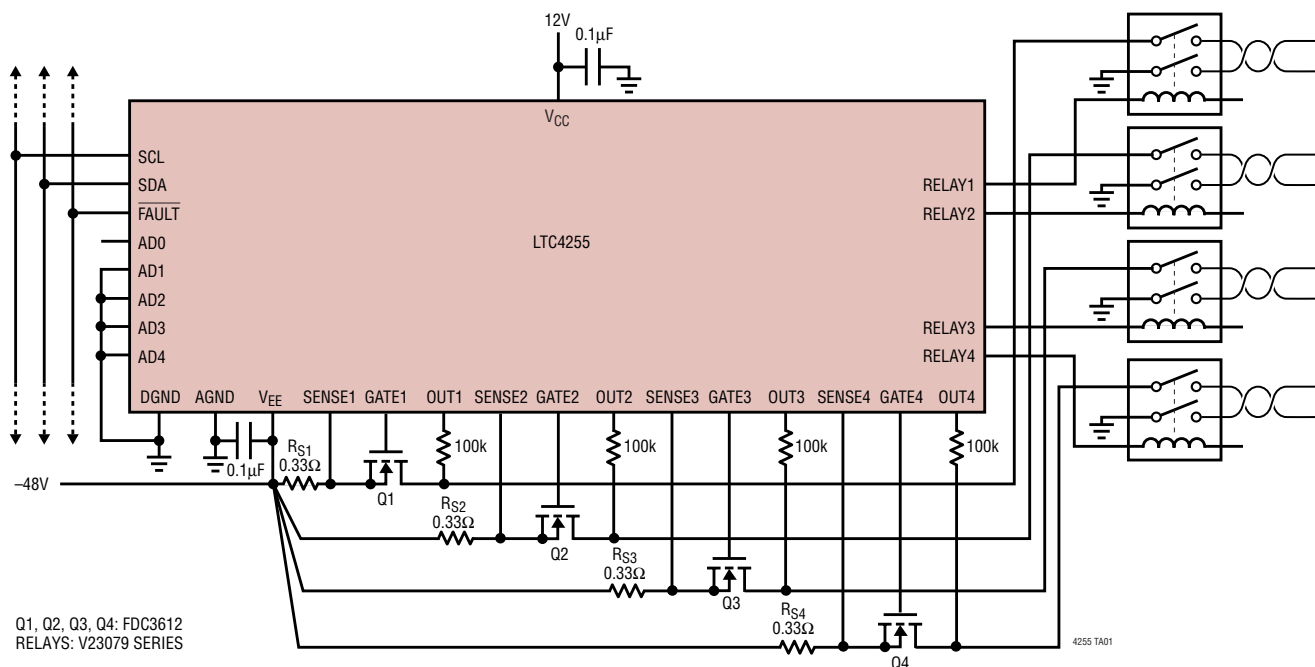 12V
0.1µF
VCC
SCL
SDA
FAULT
AD0
AD1
AD2
AD3
AD4
LTC4255
RELAY1
RELAY2
RELAY3
RELAY4
DGND AGND VEE SENSE1 GATE1 OUT1 SENSE2 GATE2 OUT2 SENSE3 GATE3 OUT3 SENSE4 GATE4 OUT4
0.1µF
RS1
0.33Ω
100k
100k
100k
100k
–48V
Q1
RS2
0.33Ω
Q2
RS3
0.33Ω
Q3
RS4
0.33Ω
Q4
Q1, Q2, Q3, Q4: FDC3612
RELAYS: V23079 SERIES
4255 TA01